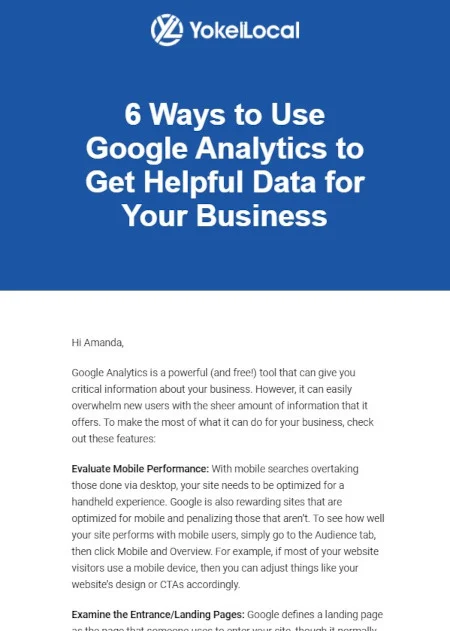 YokelLocal
6 Ways to Use
Google Analytics to
Get Helpful Data for
Your Business
Hi Amanda,
Google Analytics is a powerful (and free!) tool that can give you
critical information about your business. However, it can easily
overwhelm new users with the sheer amount of information that it
offers. To make the most of what it can do for your business, check
out these features:
Evaluate Mobile Performance: With mobile searches overtaking
those done via desktop, your site needs to be optimized for a
handheld experience. Google is also rewarding sites that are
optimized for mobile and penalizing those that aren't. To see how well
your site performs with mobile users, simply go to the Audience tab,
then click Mobile and Overview. For example, if most of your website
visitors use a mobile device, then you can adjust things like your
website's design or CTAs accordingly.
Examine the Entrance/Landing Pages: Google defines a landing page
as the page that someone uses to enter your site, though it normally